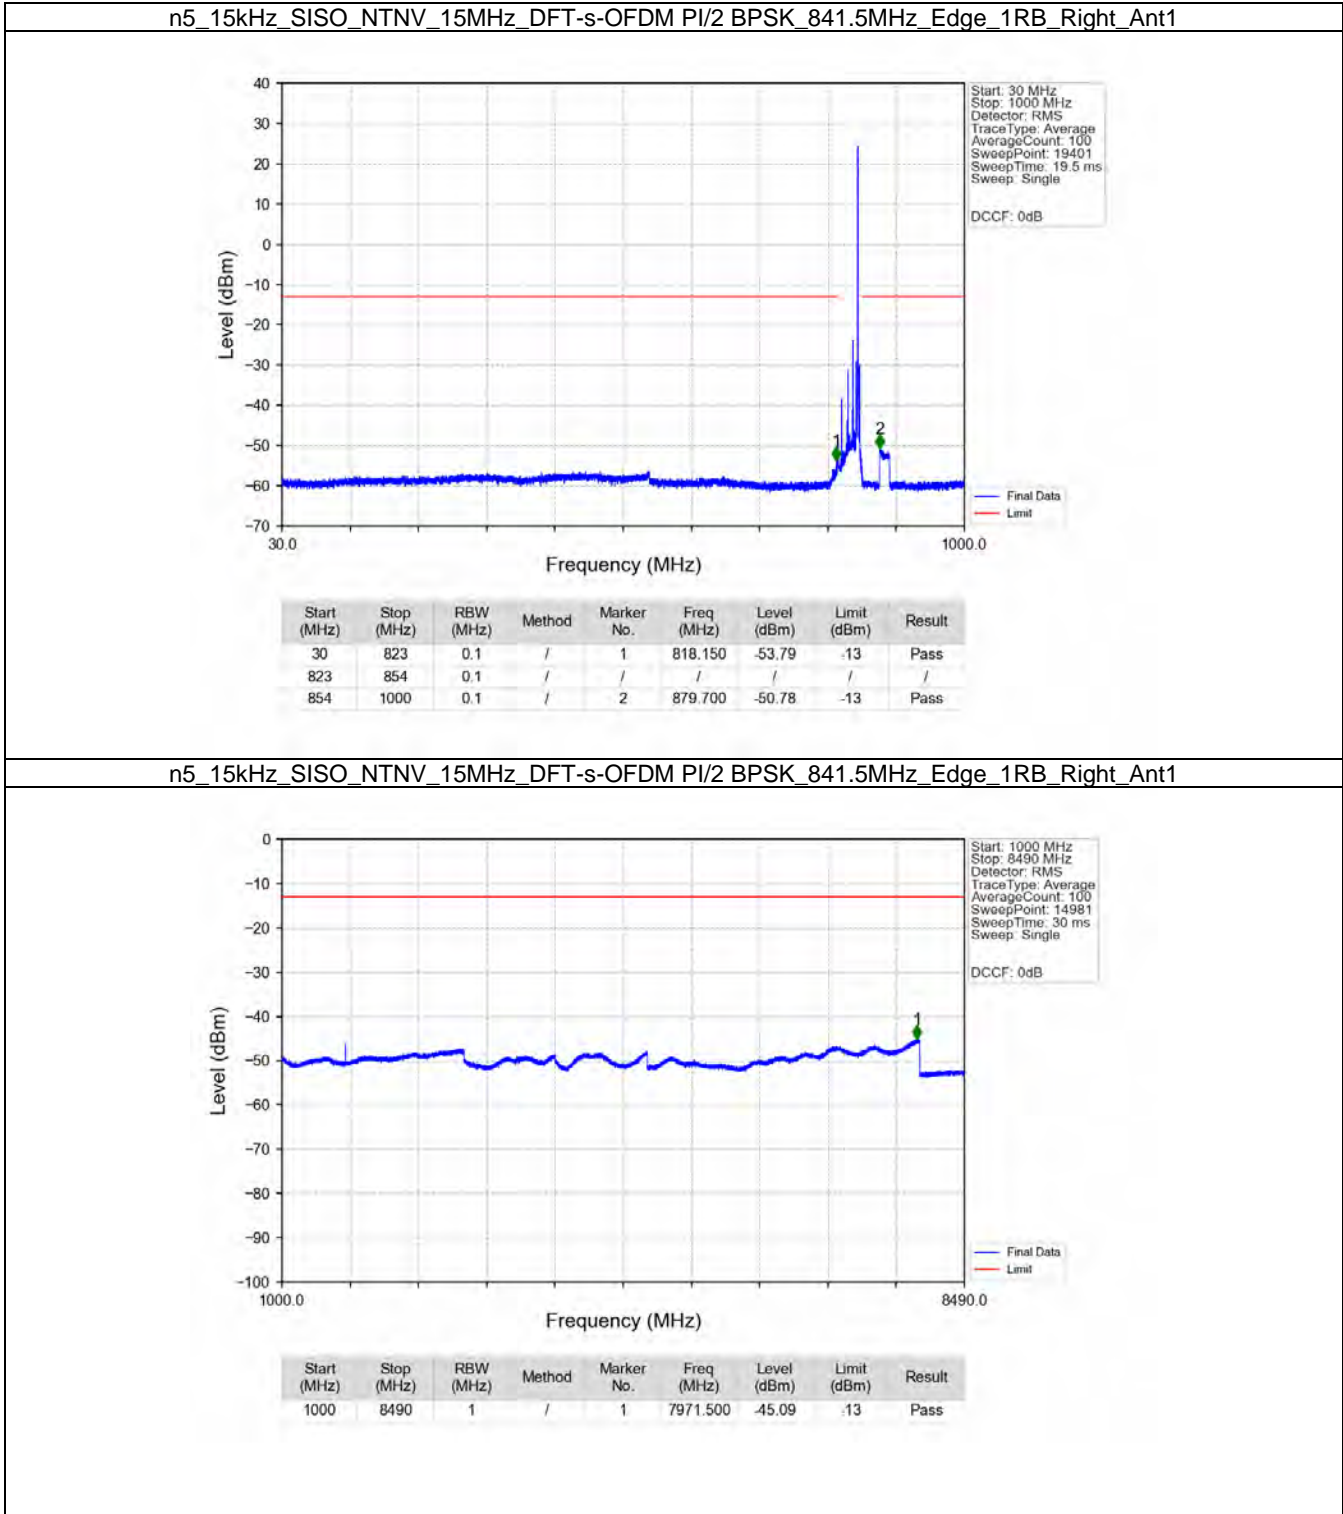 n5_15kHz_SISO_NTNV_15MHz_DFT-s-OFDM PI/2 BPSK_841.5MHz_Edge_1RB_Right_Ant1
40
30
20
10
0
−10
−20
−30
−40
−50
−60
−70
Level (dBm)
1
2
Start: 30 MHz
Stop: 1000 MHz
Detector: RMS
TraceType: Average
AverageCount: 100
SweepPoint: 19401
SweepTime: 19.5 ms
Sweep: Single
DCCF: 0dB
Final Data
Limit
30.0 1000.0
Frequency (MHz)
Start (MHz) Stop (MHz) RBW (MHz) Method Marker No. Freq (MHz) Level (dBm) Limit (dBm) Result
30 823 0.1 / 1 818.150 -53.79 -13 Pass
823 854 0.1 / / / / / /
854 1000 0.1 / 2 879.700 -50.78 -13 Pass
n5_15kHz_SISO_NTNV_15MHz_DFT-s-OFDM PI/2 BPSK_841.5MHz_Edge_1RB_Right_Ant1
0
−10
−20
−30
−40
−50
−60
−70
−80
−90
−100
Level (dBm)
1
Start: 1000 MHz
Stop: 8490 MHz
Detector: RMS
TraceType: Average
AverageCount: 100
SweepPoint: 14981
SweepTime: 30 ms
Sweep: Single
DCCF: 0dB
Final Data
Limit
1000.0 8490.0
Frequency (MHz)
Start (MHz) Stop (MHz) RBW (MHz) Method Marker No. Freq (MHz) Level (dBm) Limit (dBm) Result
1000 8490 1 / 1 7971.500 -45.09 -13 Pass